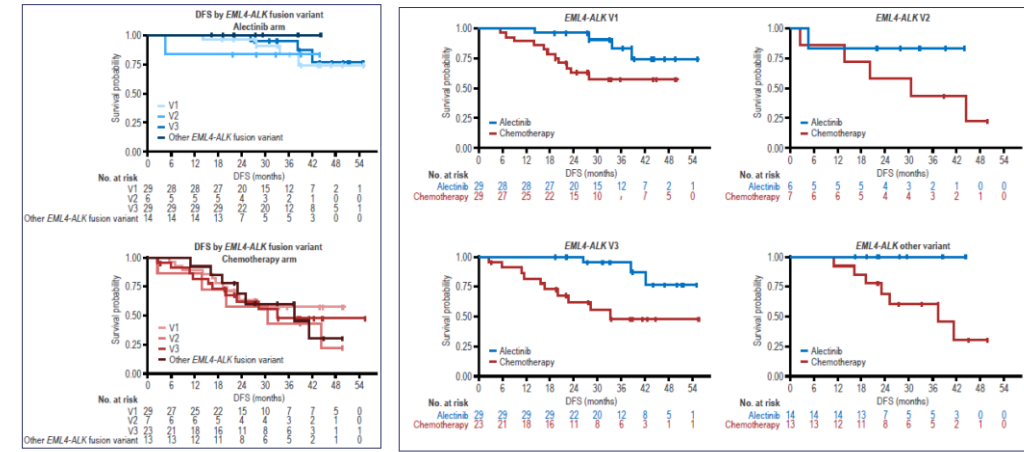 DFS by EML4-ALK fusion variant
Alectinib arm
Survival probability
1.00
0.75
0.50
0.25
0.00
V1
V2
V3
Other EML4-ALK fusion variant
0 6 12 18 24 30 36 42 48 54
DFS (months)
No. at risk
V1 29 28 28 27 20 15 12 7 2 1
V2 6 5 5 5 4 3 2 1 0 0
V3 29 29 29 29 22 20 12 8 5 1
Other EML4-ALK fusion variant 14 14 14 13 7 5 5 3 0 0
DFS by EML4-ALK fusion variant
Chemotherapy arm
Survival probability
1.00
0.75
0.50
0.25
0.00
V1
V2
V3
Other EML4-ALK fusion variant
0 6 12 18 24 30 36 42 48 54
DFS (months)
No. at risk
V1 29 27 25 22 15 10 7 7 5 0
V2 7 6 6 5 4 4 3 2 1 0
V3 23 21 18 16 11 8 6 3 1 1
Other EML4-ALK fusion variant 13 13 12 11 8 6 5 2 1 0
EML4-ALK V1
Survival probability
1.00
0.75
0.50
0.25
0.00
Alectinib
Chemotherapy
0 6 12 18 24 30 36 42 48 54
DFS (months)
No. at risk
Alectinib 29 28 28 27 20 15 12 7 2 1
Chemotherapy 29 27 25 22 15 10 7 5 0
EML4-ALK V2
Survival probability
1.00
0.75
0.50
0.25
0.00
Alectinib
Chemotherapy
0 6 12 18 24 30 36 42 48 54
DFS (months)
No. at risk
Alectinib 6 5 5 5 4 3 2 1 0 0
Chemotherapy 7 6 6 5 4 4 3 2 1 0
EML4-ALK V3
Survival probability
1.00
0.75
0.50
0.25
0.00
Alectinib
Chemotherapy
0 6 12 18 24 30 36 42 48 54
DFS (months)
No. at risk
Alectinib 29 29 29 29 22 20 12 8 5 1
Chemotherapy 23 21 18 16 11 8 6 3 1 1
EML4-ALK other variant
Survival probability
1.00
0.75
0.50
0.25
0.00
Alectinib
Chemotherapy
0 6 12 18 24 30 36 42 48 54
DFS (months)
No. at risk
Alectinib 14 14 14 13 7 5 5 3 0 0
Chemotherapy 13 13 12 11 8 6 5 2 1 0